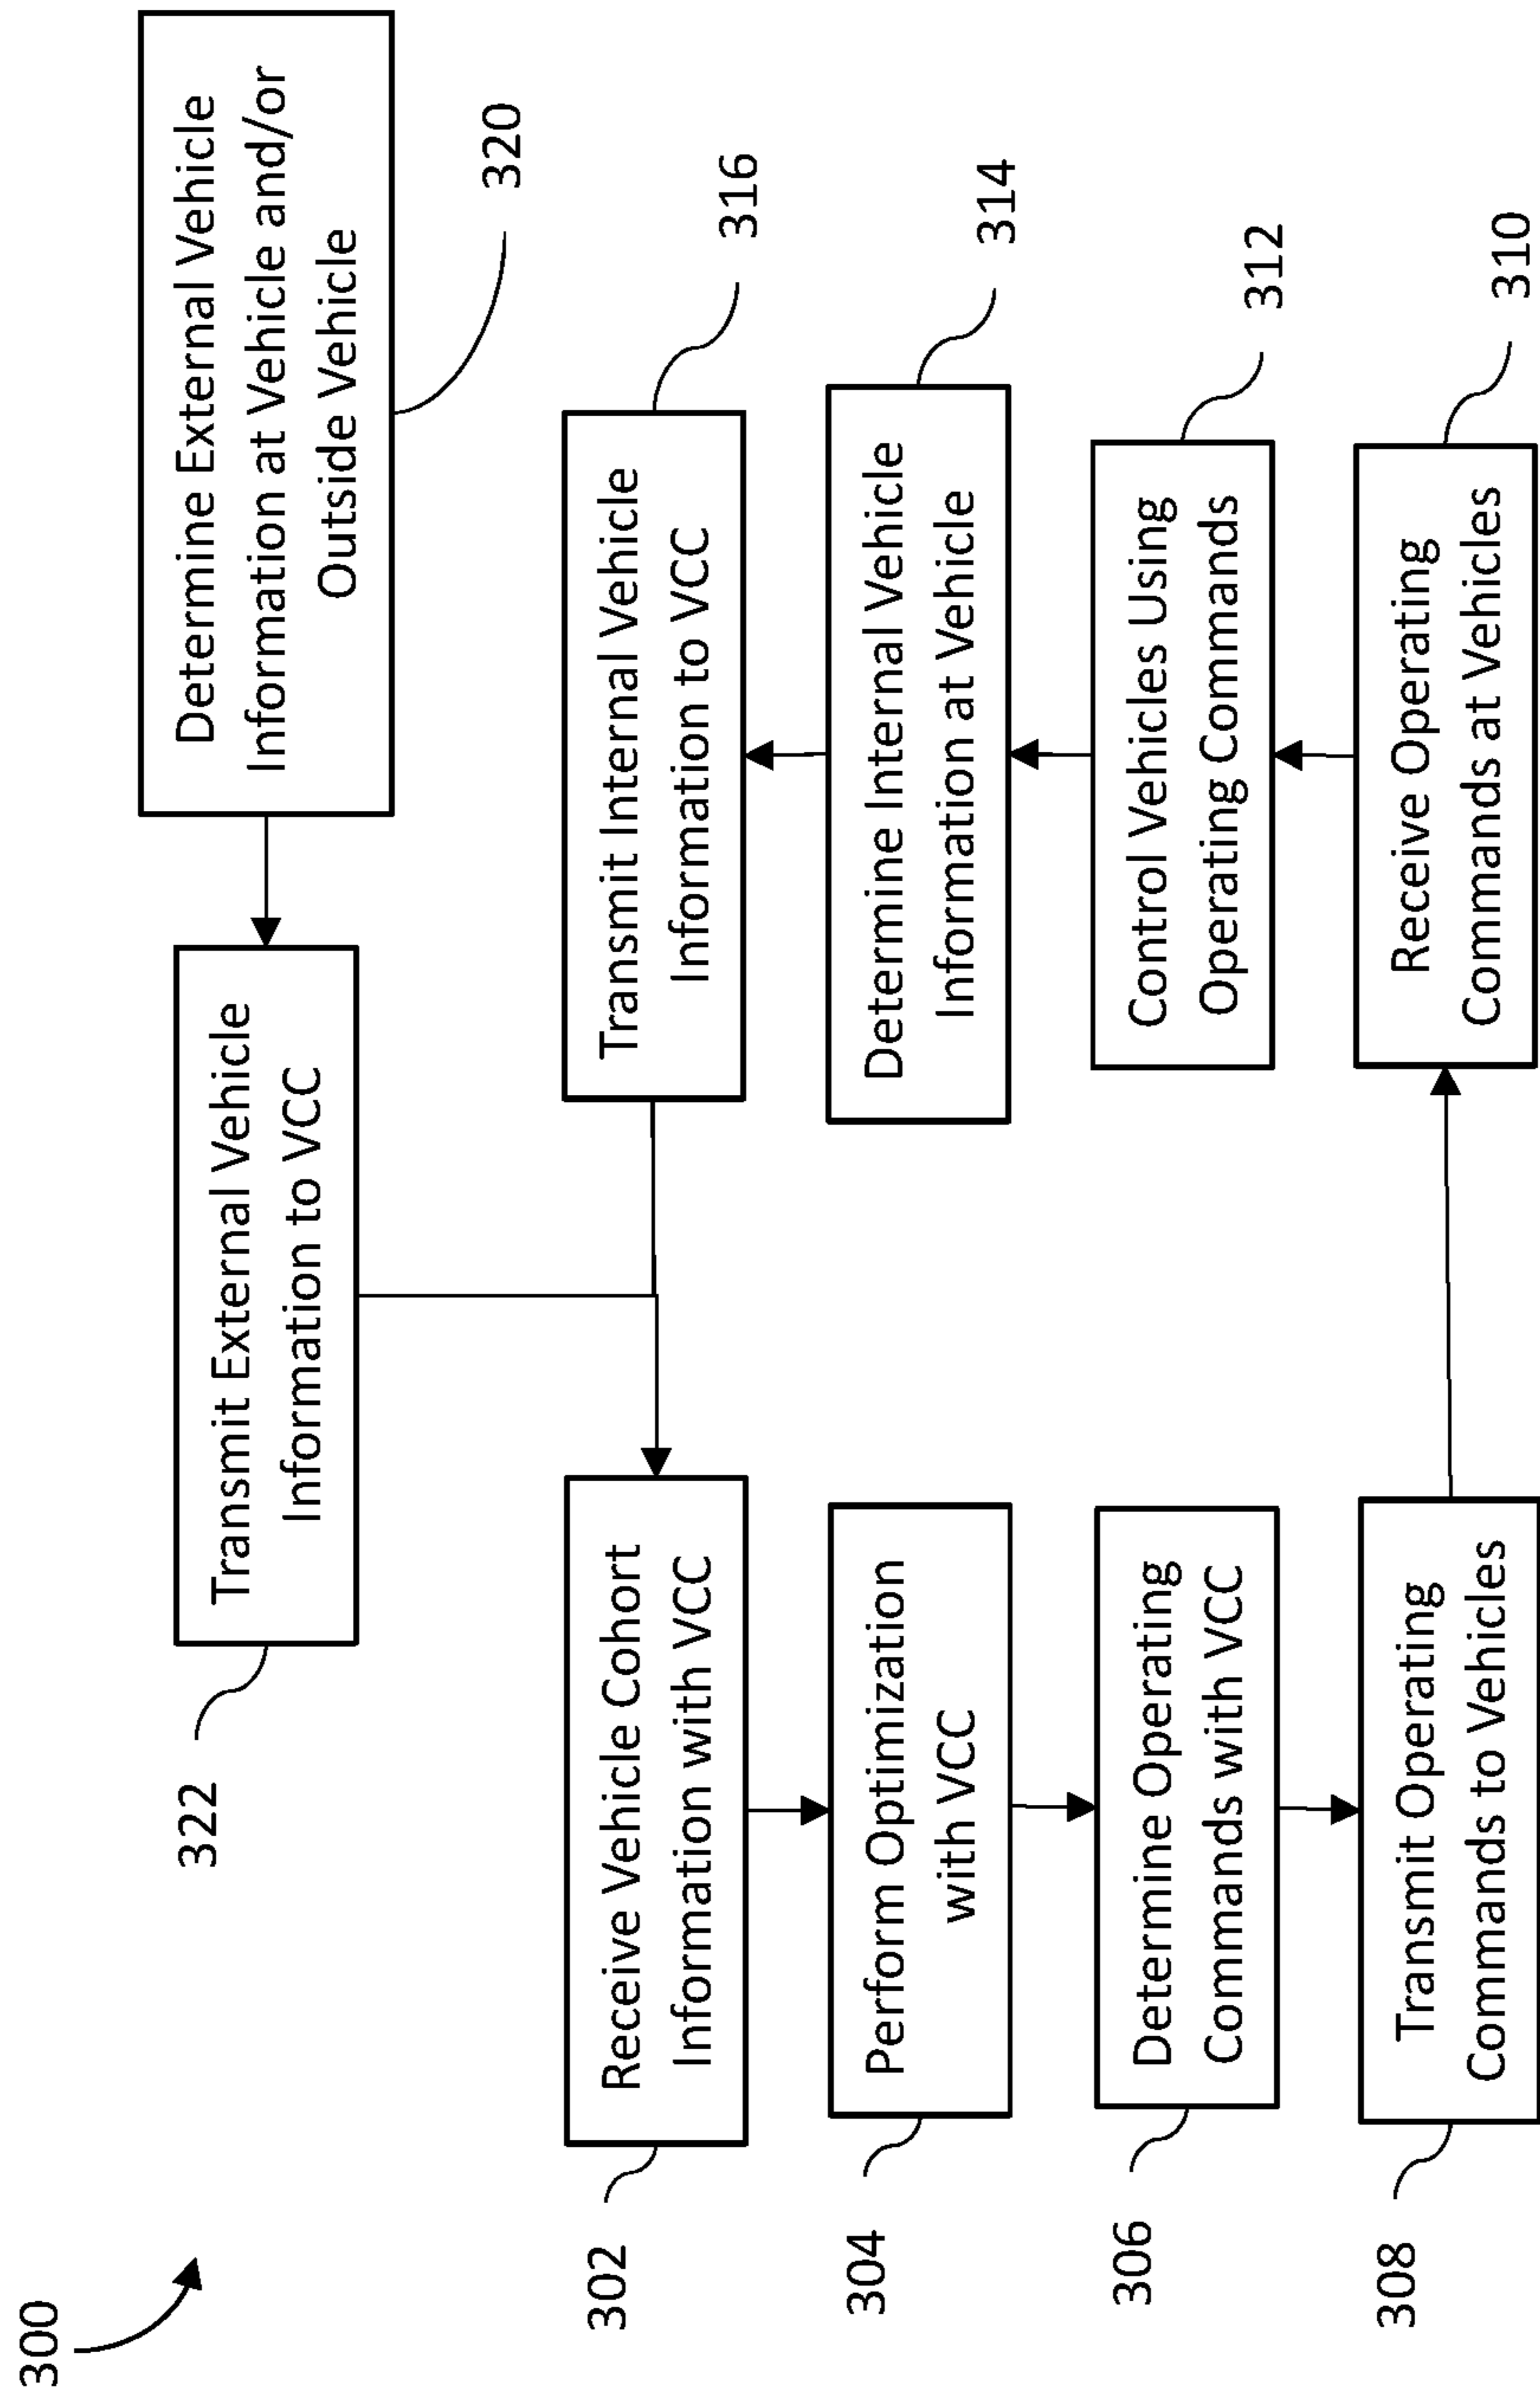 300
Determine External Vehicle
Information at Vehicle and/or
Outside Vehicle
320
Transmit External Vehicle
Information to VCC
322
Receive Vehicle Cohort
Information with VCC
302
Perform Optimization
with VCC
304
Determine Operating
Commands with VCC
306
Transmit Operating
Commands to Vehicles
308
Receive Operating
Commands at Vehicles
310
Control Vehicles Using
Operating Commands
312
Determine Internal Vehicle
Information at Vehicle
314
Transmit Internal Vehicle
Information to VCC
316